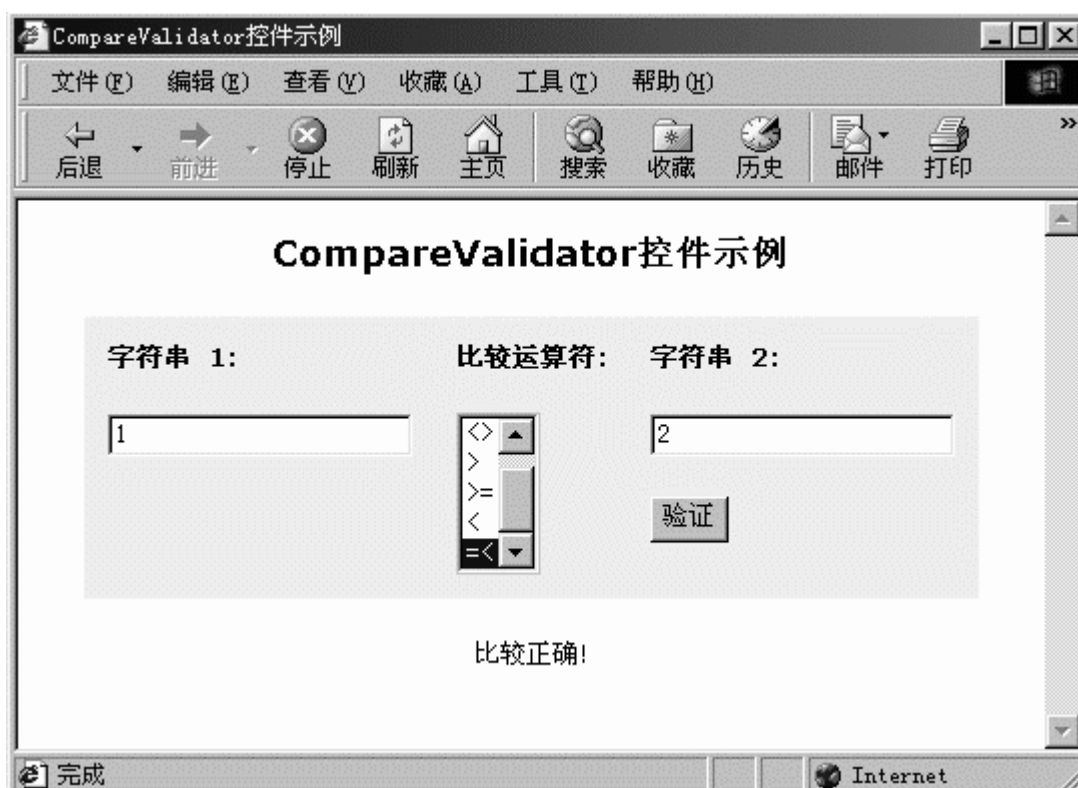 CompareValidator控件示例
文件(F) 编辑(E) 查看(V) 收藏(A) 工具(T) 帮助(H)
后退 前进 停止 刷新 主页 搜索 收藏 历史 邮件 打印 »
CompareValidator控件示例
字符串 1: 比较运算符: 字符串 2:
1 <> 2
>
>=
< 验证
=<
比较正确!
完成 Internet